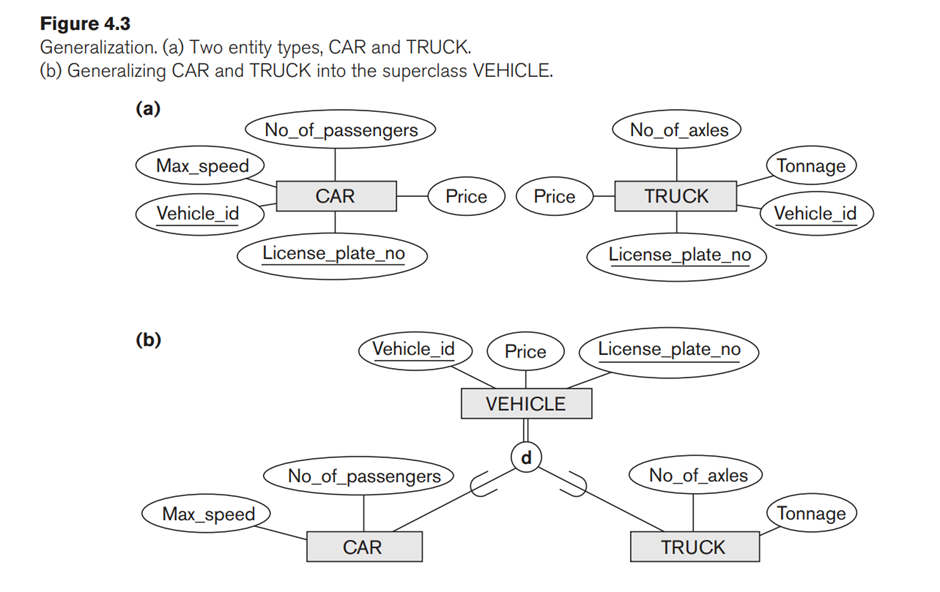 Figure 4.3
Generalization. (a) Two entity types, CAR and TRUCK.
(b) Generalizing CAR and TRUCK into the superclass VEHICLE.
(a)
No_of_passengers
Max_speed
Vehicle_id
CAR
Price
License_plate_no
No_of_axles
Tonnage
Price
TRUCK
Vehicle_id
License_plate_no
(b)
Vehicle_id
Price
License_plate_no
VEHICLE
d
No_of_passengers
Max_speed
CAR
No_of_axles
Tonnage
TRUCK